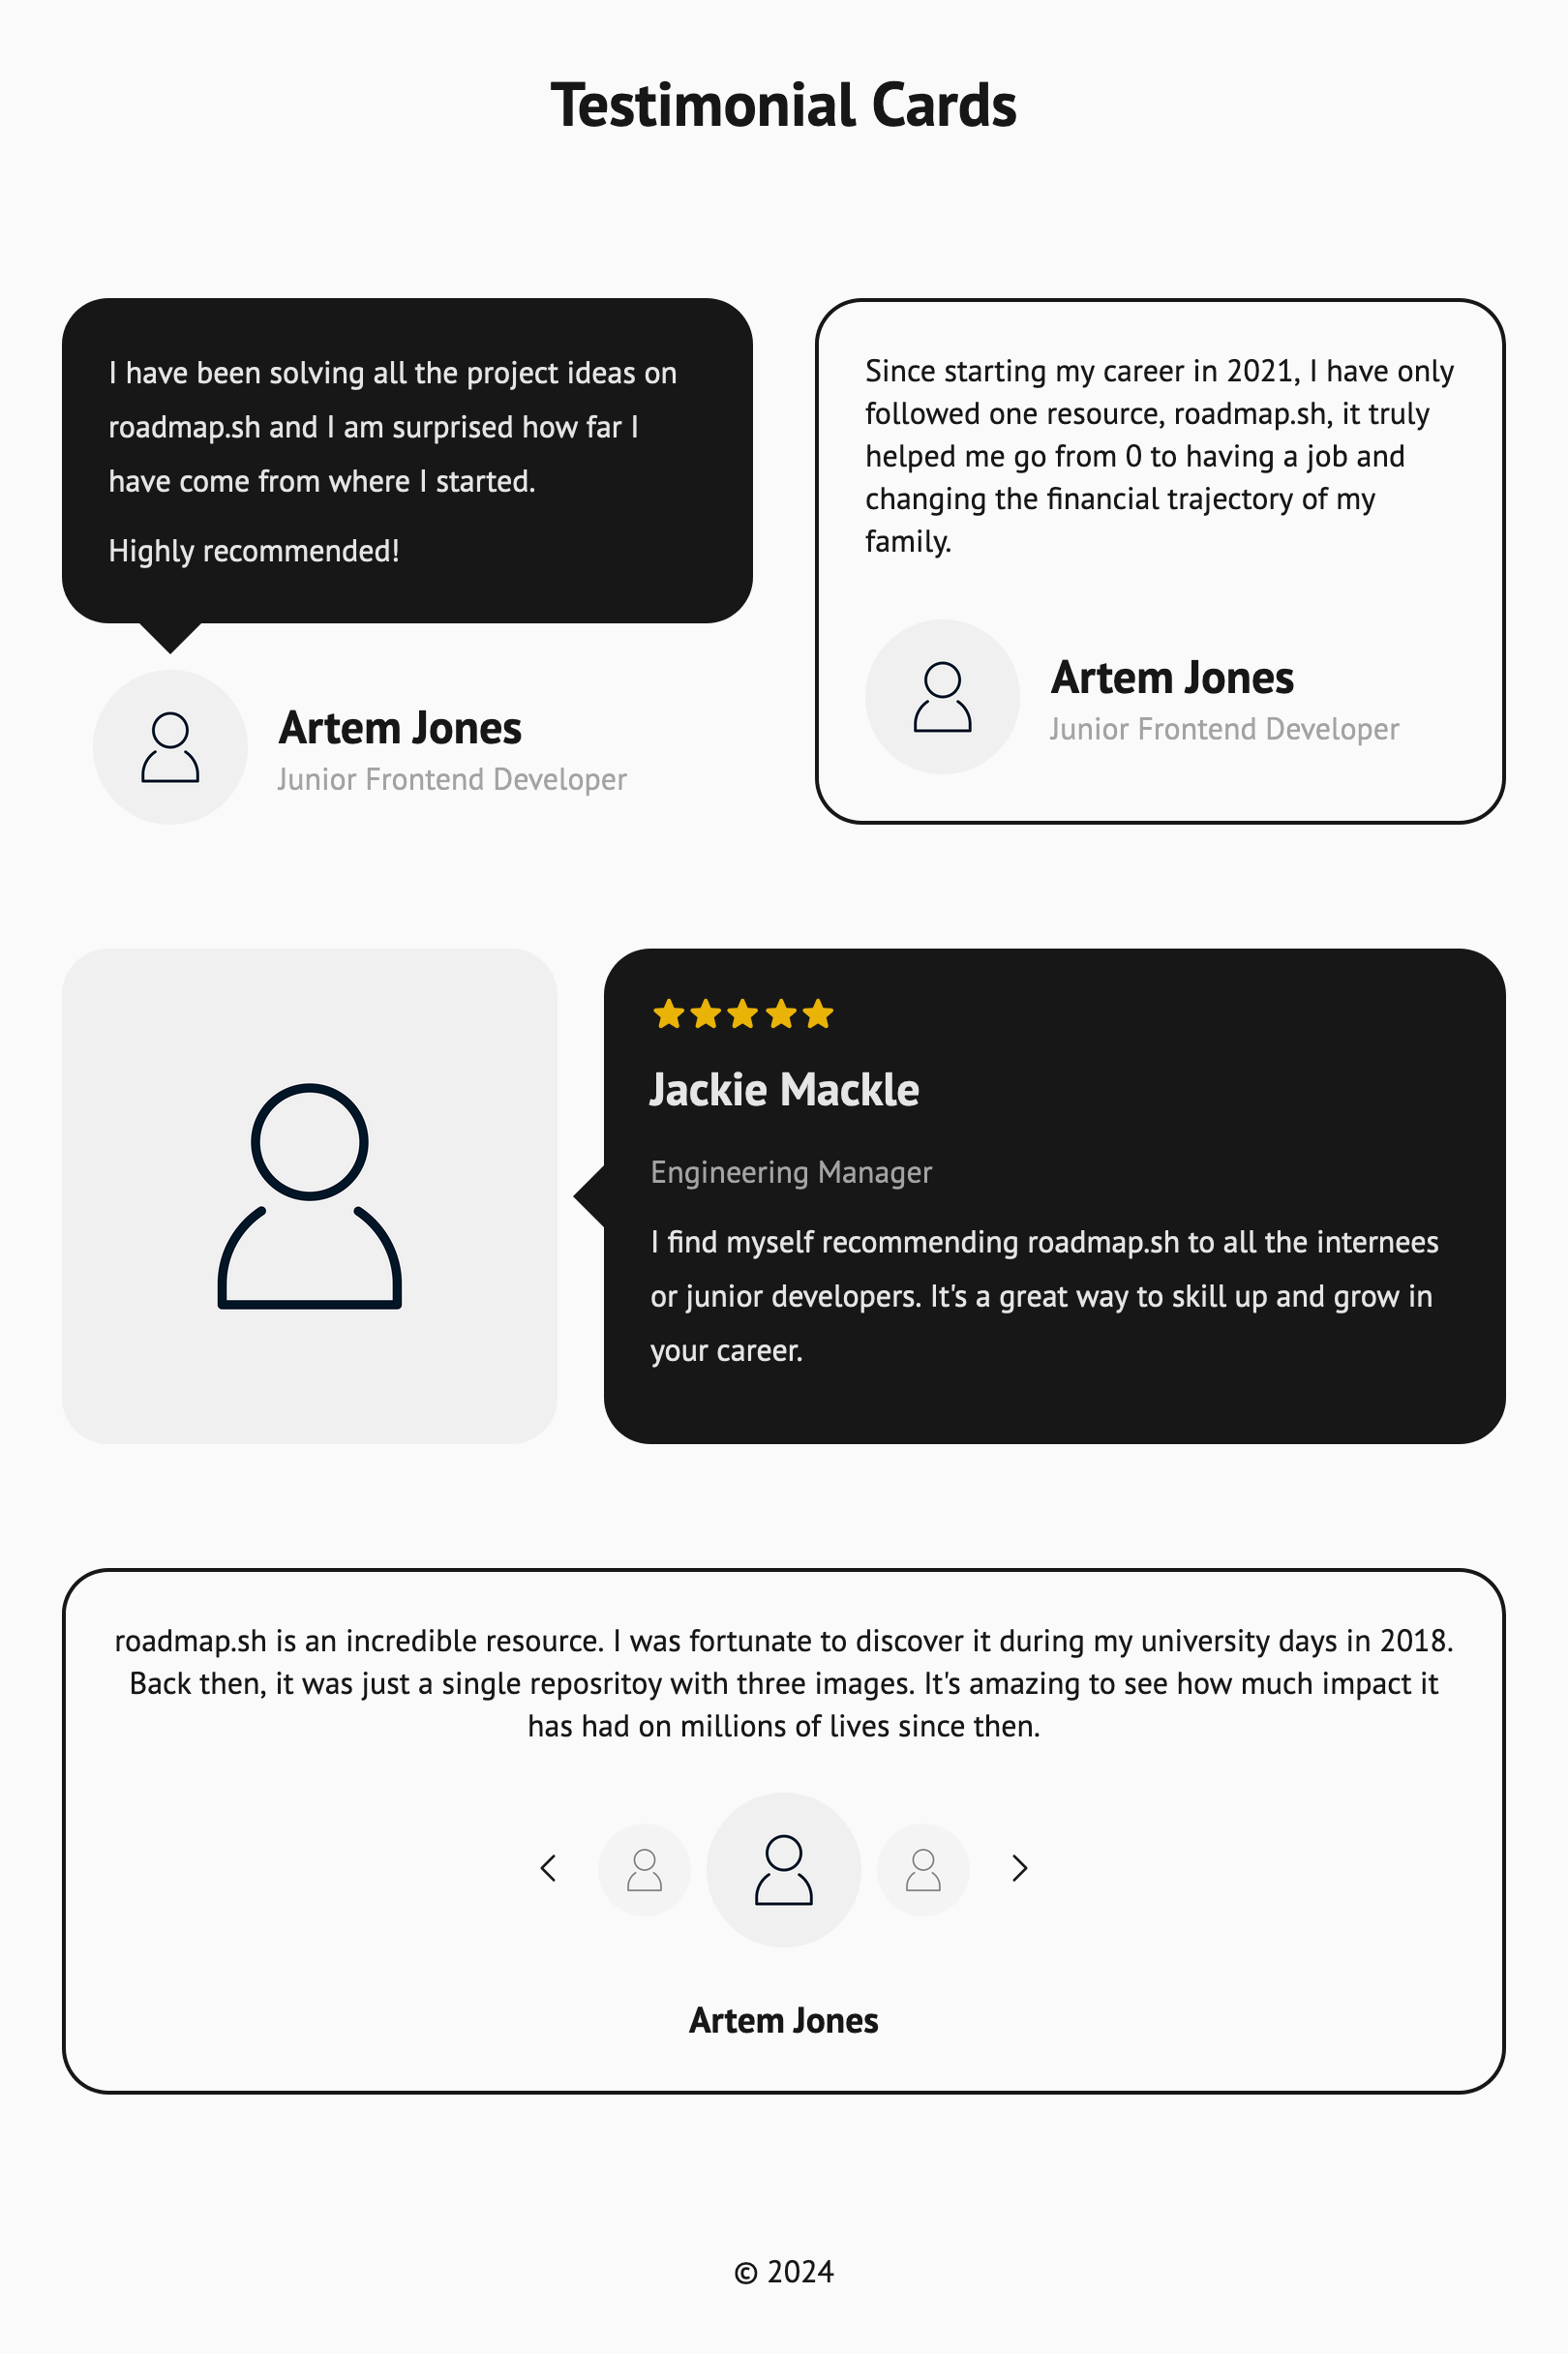 Testimonial Cards
I have been solving all the project ideas on
roadmap.sh and I am surprised how far I
have come from where I started.
Highly recommended!
Artem Jones
Junior Frontend Developer
Since starting my career in 2021, I have only
followed one resource, roadmap.sh, it truly
helped me go from 0 to having a job and
changing the financial trajectory of my
family.
Artem Jones
Junior Frontend Developer
Jackie Mackle
Engineering Manager
I find myself recommending roadmap.sh to all the internees
or junior developers. It's a great way to skill up and grow in
your career.
roadmap.sh is an incredible resource. I was fortunate to discover it during my university days in 2018.
Back then, it was just a single reposritoy with three images. It's amazing to see how much impact it
has had on millions of lives since then.
Artem Jones
© 2024